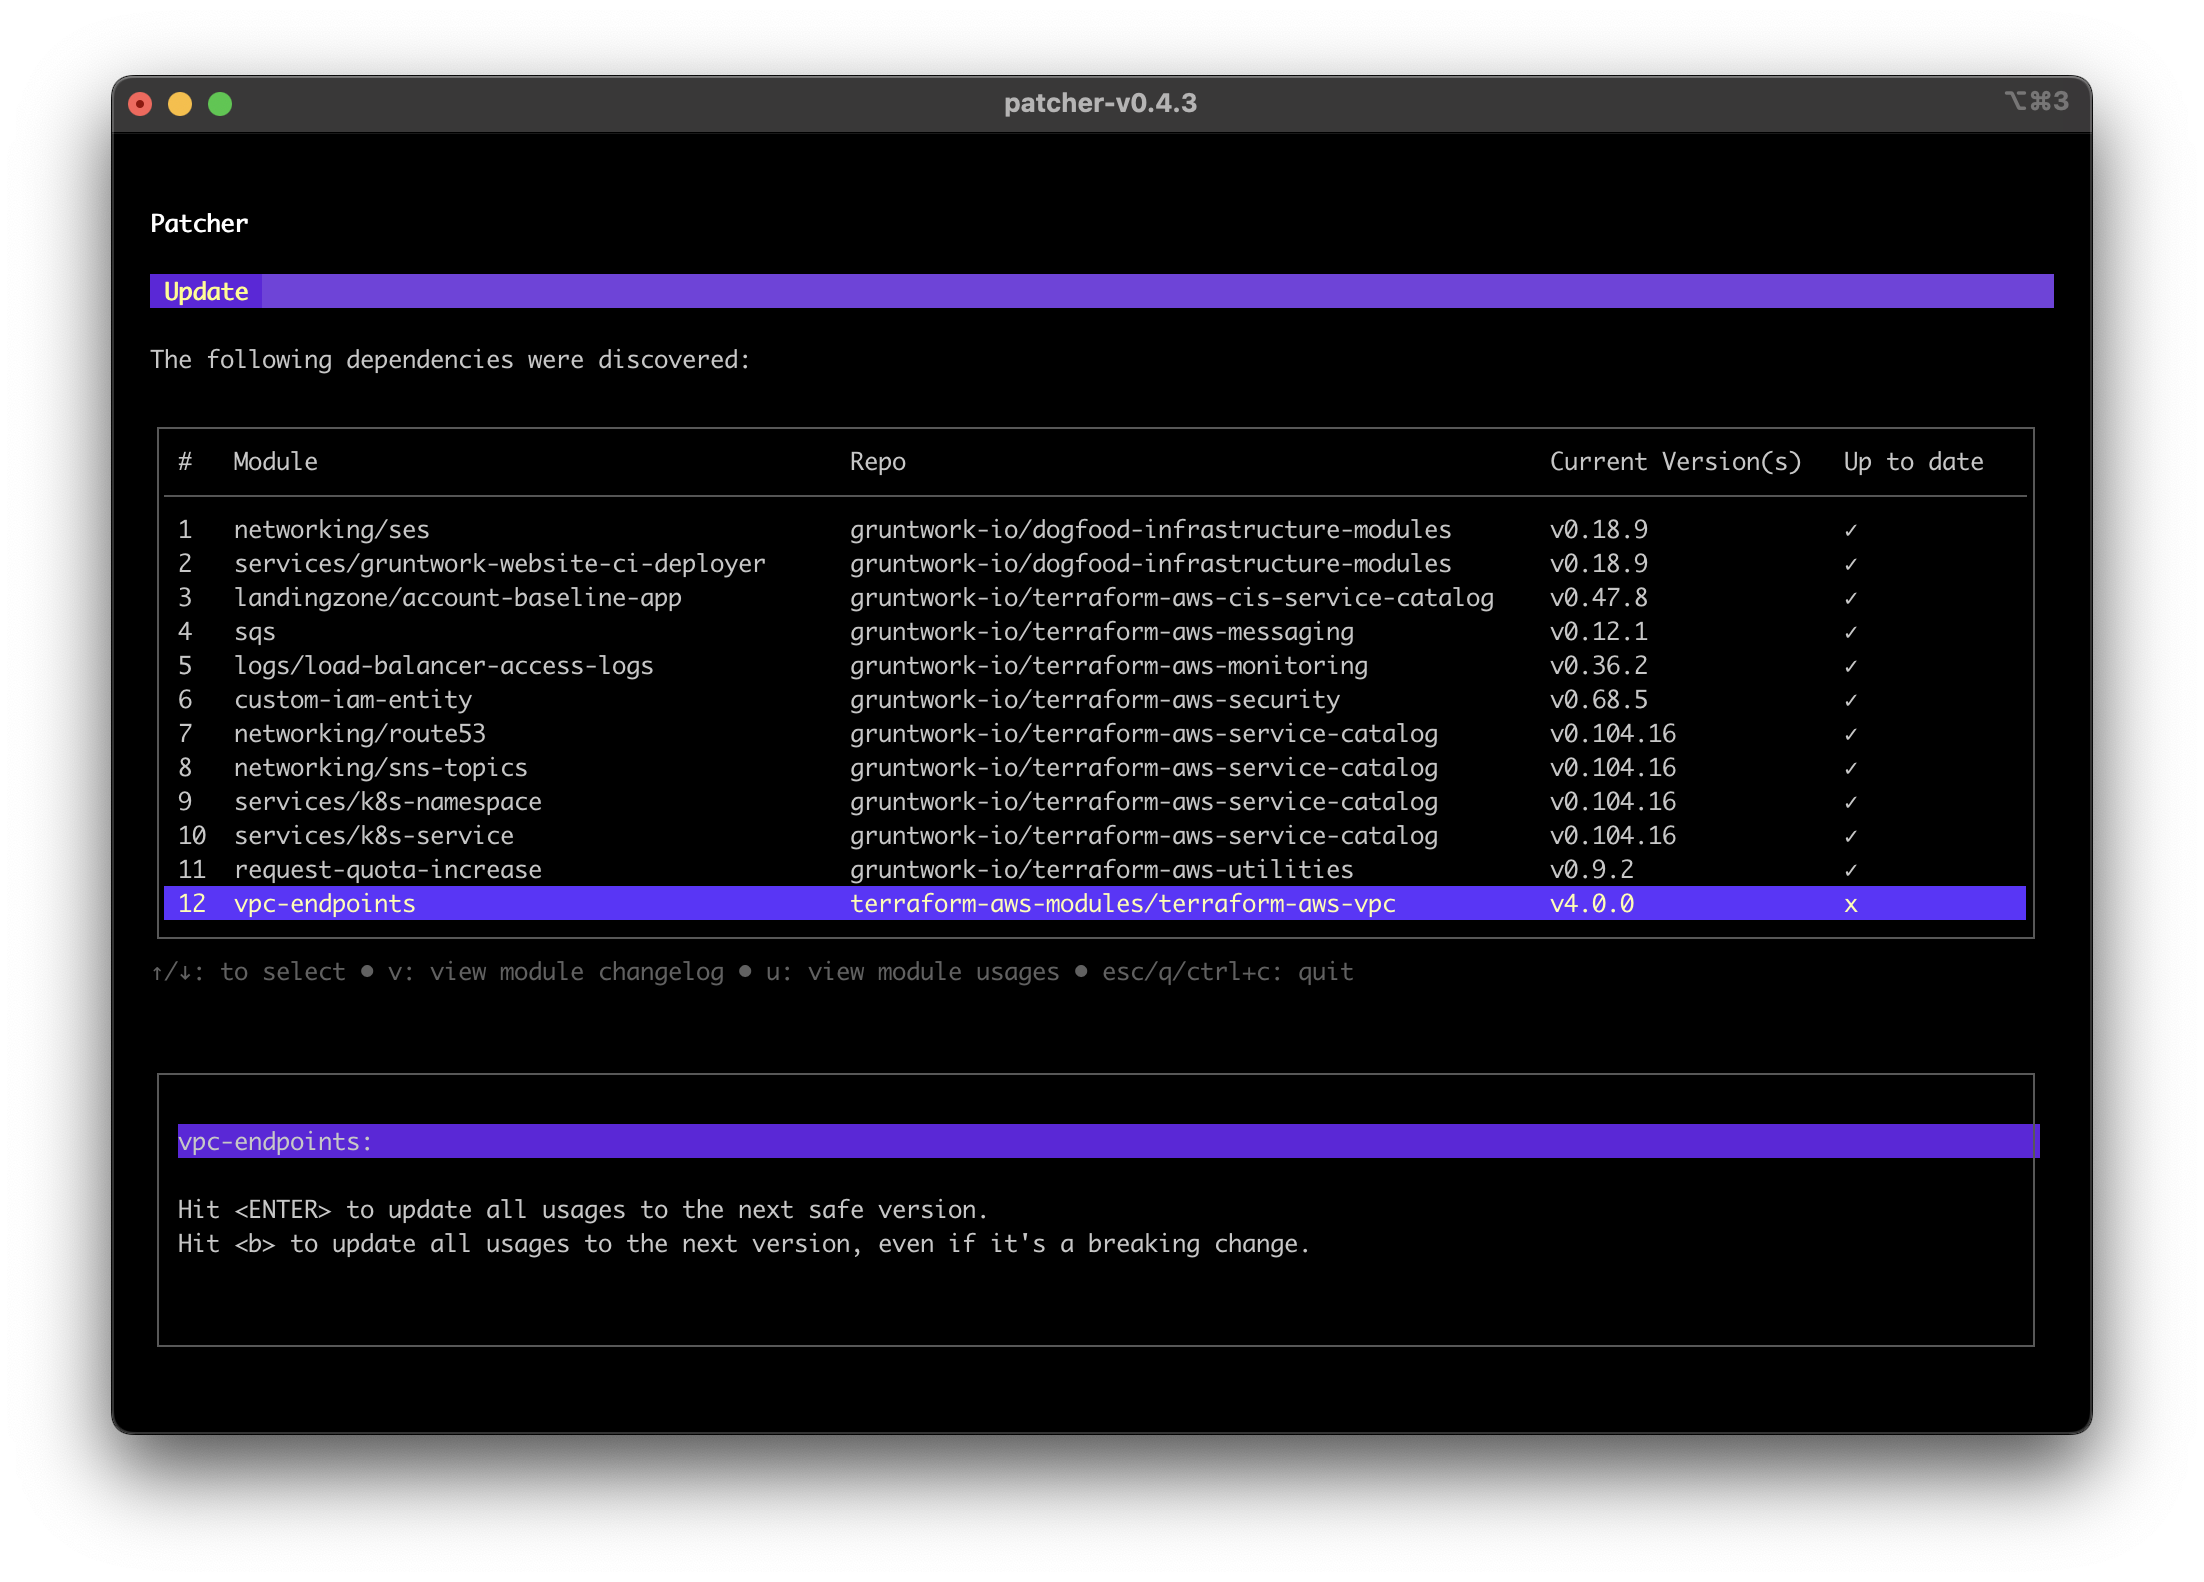 patcher-v0.4.3
⌥⌘3
Patcher
Update
The following dependencies were discovered:
# Module Repo Current Version(s) Up to date
1 networking/ses gruntwork-io/dogfood-infrastructure-modules v0.18.9 ✓
2 services/gruntwork-website-ci-deployer gruntwork-io/dogfood-infrastructure-modules v0.18.9 ✓
3 landingzone/account-baseline-app gruntwork-io/terraform-aws-cis-service-catalog v0.47.8 ✓
4 sqs gruntwork-io/terraform-aws-messaging v0.12.1 ✓
5 logs/load-balancer-access-logs gruntwork-io/terraform-aws-monitoring v0.36.2 ✓
6 custom-iam-entity gruntwork-io/terraform-aws-security v0.68.5 ✓
7 networking/route53 gruntwork-io/terraform-aws-service-catalog v0.104.16 ✓
8 networking/sns-topics gruntwork-io/terraform-aws-service-catalog v0.104.16 ✓
9 services/k8s-namespace gruntwork-io/terraform-aws-service-catalog v0.104.16 ✓
10 services/k8s-service gruntwork-io/terraform-aws-service-catalog v0.104.16 ✓
11 request-quota-increase gruntwork-io/terraform-aws-utilities v0.9.2 ✓
12 vpc-endpoints terraform-aws-modules/terraform-aws-vpc v4.0.0 x
↑/↓: to select ● v: view module changelog ● u: view module usages ● esc/q/ctrl+c: quit
vpc-endpoints:
Hit <ENTER> to update all usages to the next safe version.
Hit <b> to update all usages to the next version, even if it's a breaking change.